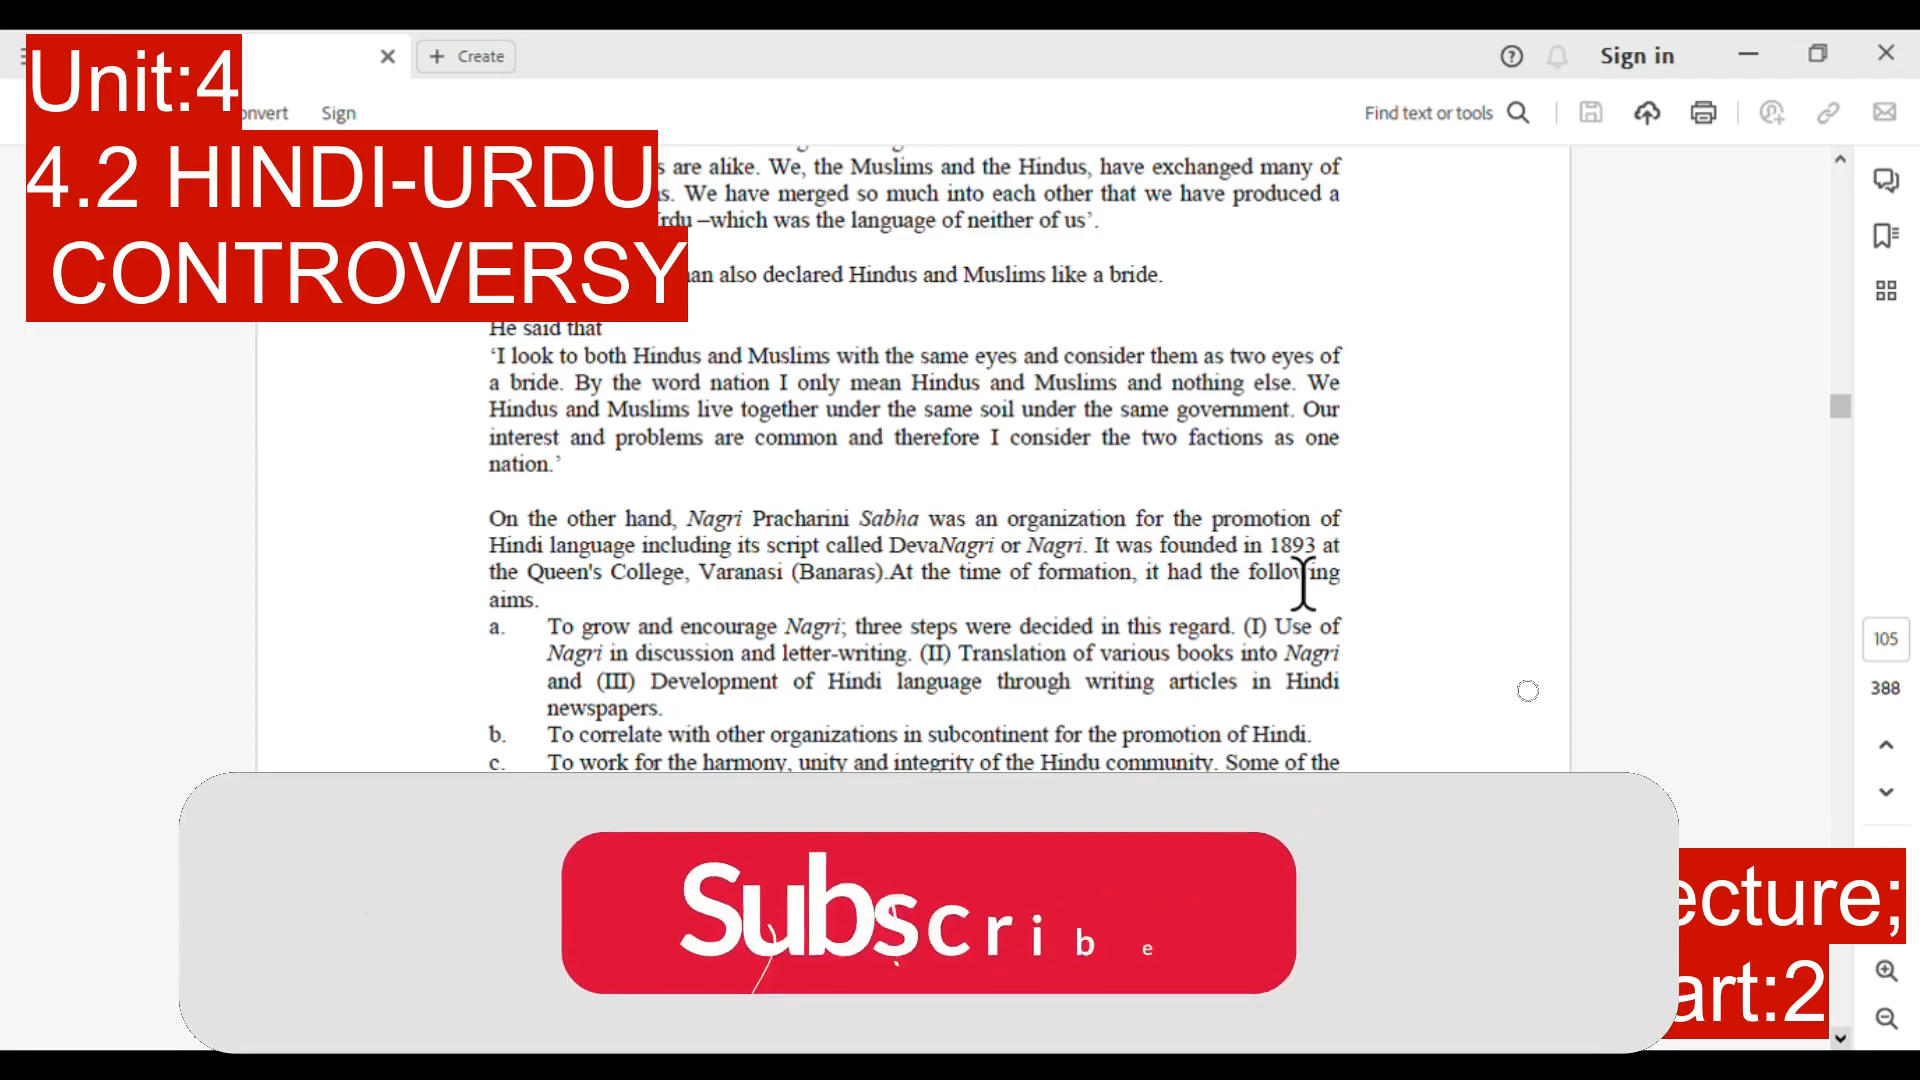 Unit:4
4.2 HINDI-URDU
CONTROVERSY
Create
Sign in
Sign
Find text or tools
are alike. We, the Muslims and the Hindus, have exchanged many of
We have merged so much into each other that we have produced a
–which was the language of neither of us’.
also declared Hindus and Muslims like a bride.
He said that
‘I look to both Hindus and Muslims with the same eyes and consider them as two eyes of
a bride. By the word nation I only mean Hindus and Muslims and nothing else. We
Hindus and Muslims live together under the same soil under the same government. Our
interest and problems are common and therefore I consider the two factions as one
nation.’
On the other hand, Nagri Pracharini Sabha was an organization for the promotion of
Hindi language including its script called DevaNagri or Nagri. It was founded in 1893 at
the Queen's College, Varanasi (Banaras).At the time of formation, it had the following
aims.
a. To grow and encourage Nagri; three steps were decided in this regard. (I) Use of
Nagri in discussion and letter-writing. (II) Translation of various books into Nagri
and (III) Development of Hindi language through writing articles in Hindi
newspapers.
b. To correlate with other organizations in subcontinent for the promotion of Hindi.
c. To work for the harmony, unity and integrity of the Hindu community. Some of the
105
388
Subscribe
ecture;
art:2